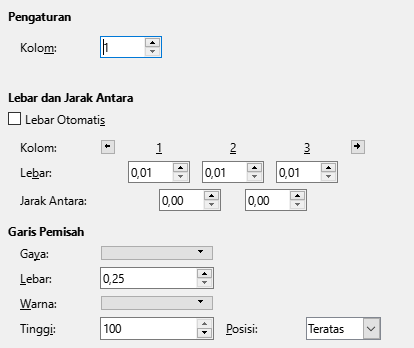 Pengaturan
Kolom: 1
Lebar dan Jarak Antara
Lebar Otomatis
Kolom: 1 2 3
Lebar: 0,01 0,01 0,01
Jarak Antara: 0,00 0,00
Garis Pemisah
Gaya:
Lebar: 0,25
Warna:
Tinggi: 100 Posisi: Teratas